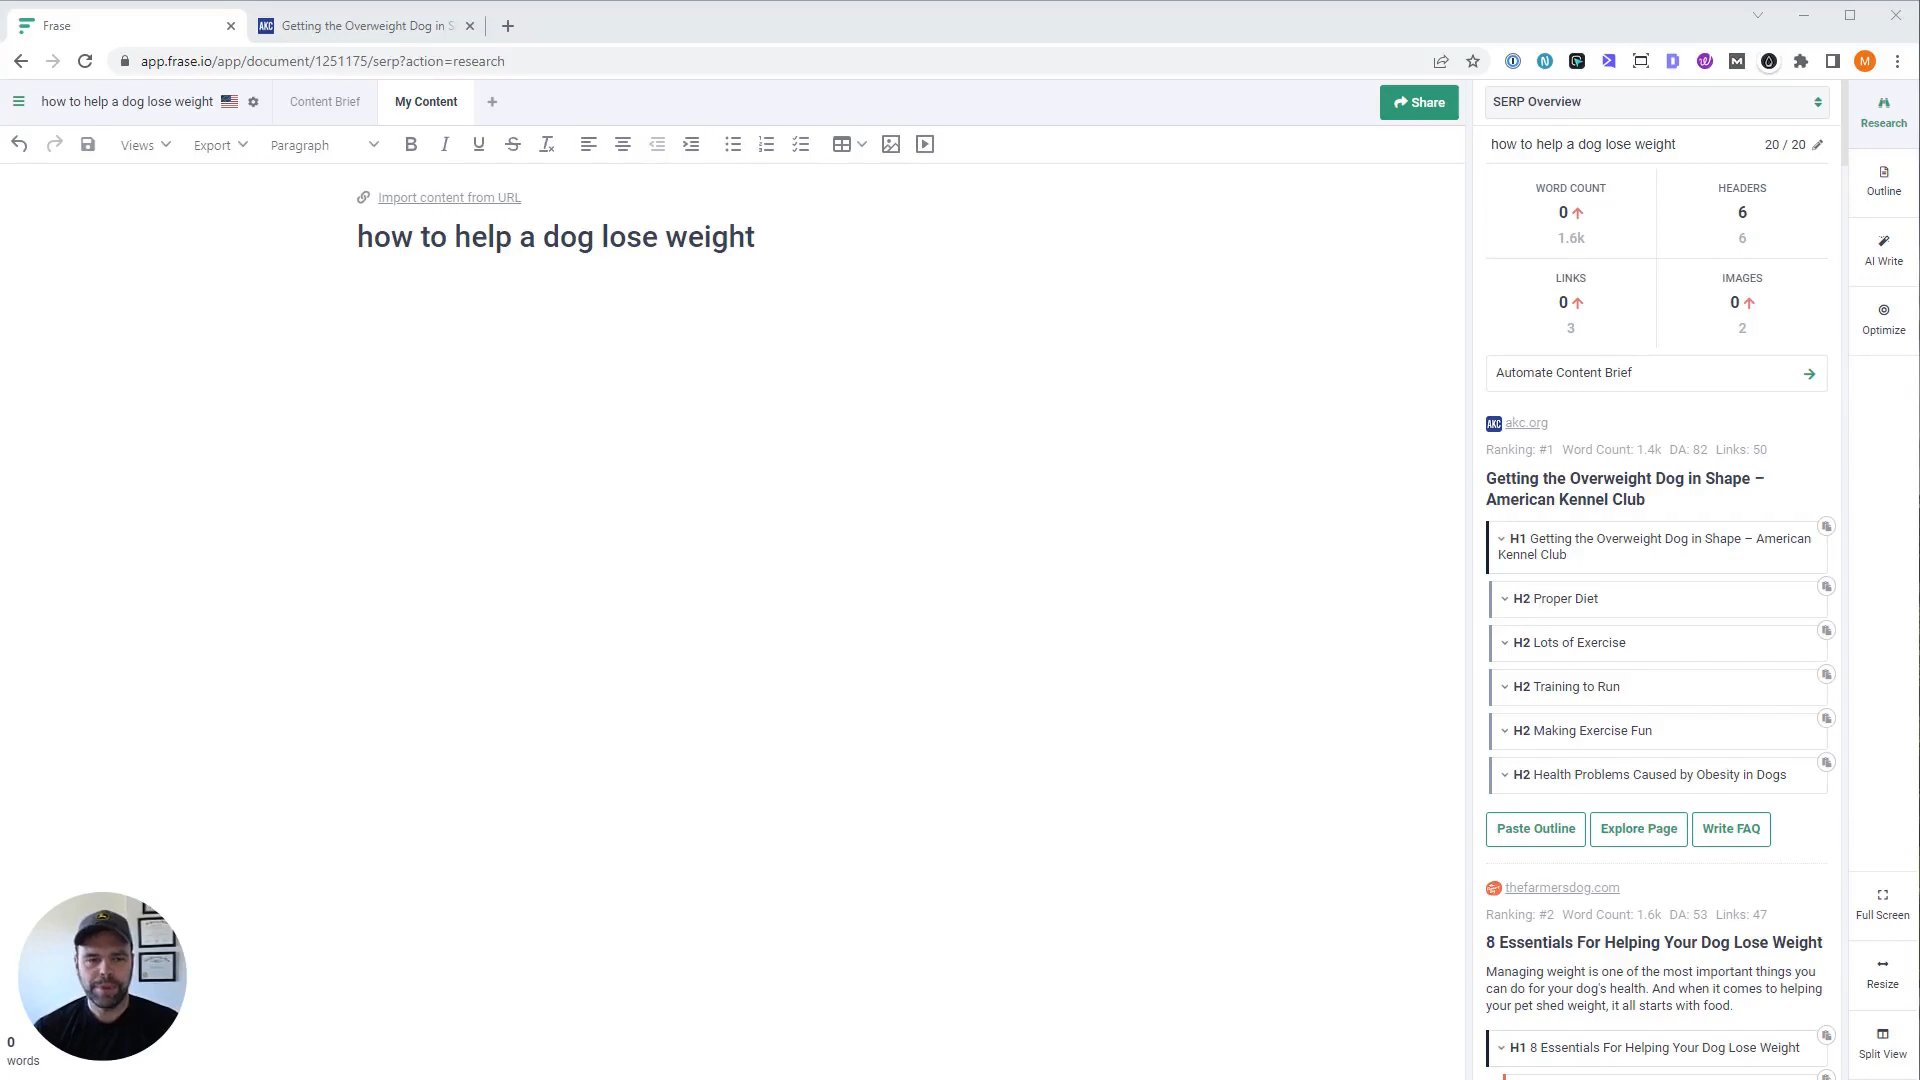 Frase
AKC Getting the Overweight Dog in S
app.frase.io/app/document/1251175/serp?action=research
M
how to help a dog lose weight
Content Brief
My Content
Share
SERP Overview
Research
Views
Export
Paragraph
B I U S
how to help a dog lose weight 20 / 20
Import content from URL
how to help a dog lose weight
WORD COUNT HEADERS
0 6
1.6k 6
LINKS IMAGES
0 0
3 2
Outline
AI Write
Optimize
Automate Content Brief
AKC akc.org
Ranking: #1 Word Count: 1.4k DA: 82 Links: 50
Getting the Overweight Dog in Shape –
American Kennel Club
H1 Getting the Overweight Dog in Shape – American
Kennel Club
H2 Proper Diet
H2 Lots of Exercise
H2 Training to Run
H2 Making Exercise Fun
H2 Health Problems Caused by Obesity in Dogs
Paste Outline Explore Page Write FAQ
thefarmersdog.com
Ranking: #2 Word Count: 1.6k DA: 53 Links: 47
8 Essentials For Helping Your Dog Lose Weight
Managing weight is one of the most important things you
can do for your dog's health. And when it comes to helping
your pet shed weight, it all starts with food.
H1 8 Essentials For Helping Your Dog Lose Weight
Full Screen
Resize
Split View
0
words